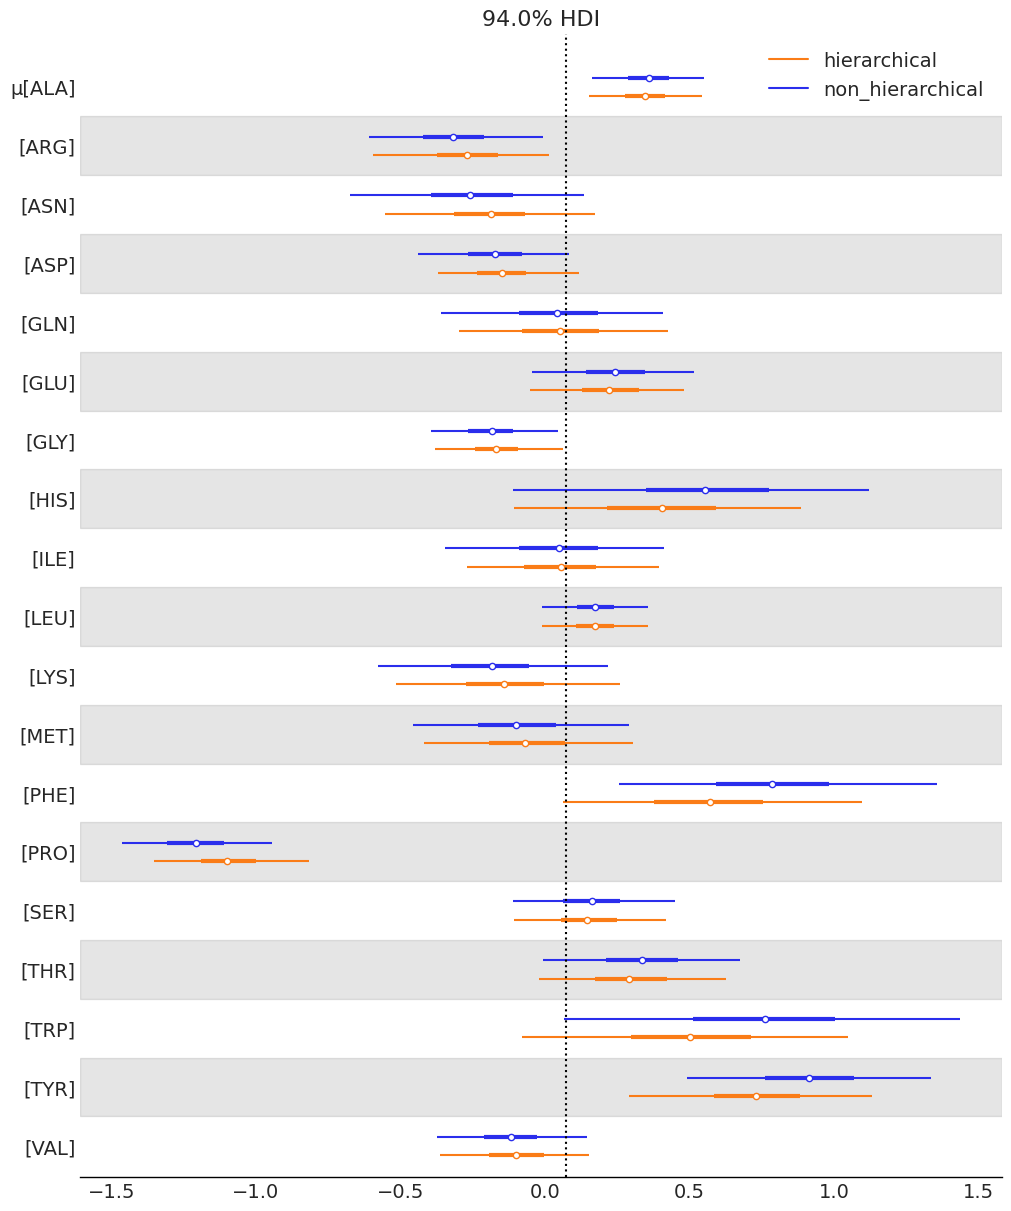 94.0% HDI
hierarchical
non_hierarchical
μ[ALA]
[ARG]
[ASN]
[ASP]
[GLN]
[GLU]
[GLY]
[HIS]
[ILE]
[LEU]
[LYS]
[MET]
[PHE]
[PRO]
[SER]
[THR]
[TRP]
[TYR]
[VAL]
−1.5 −1.0 −0.5 0.0 0.5 1.0 1.5